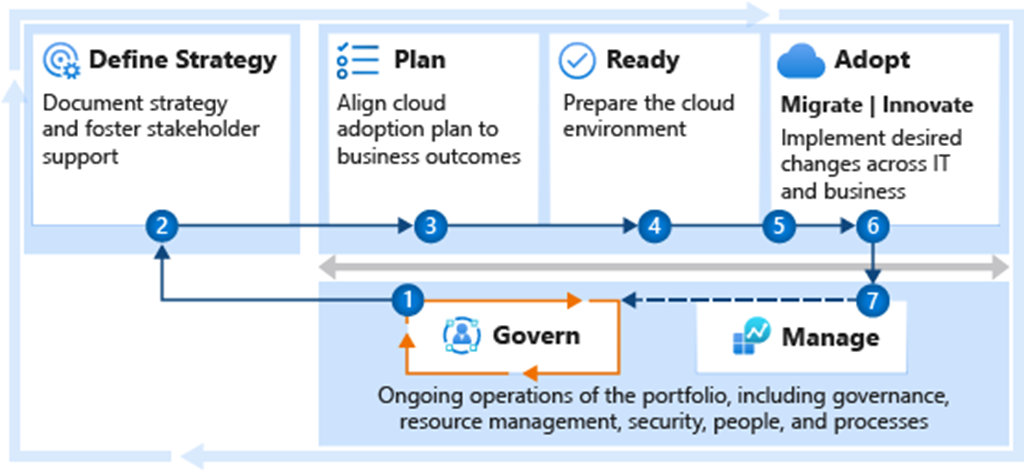 Define Strategy
Document strategy
and foster stakeholder
support
Plan
Align cloud
adoption plan to
business outcomes
Ready
Prepare the cloud
environment
Adopt
Migrate | Innovate
Implement desired
changes across IT
and business
2
3
4
5
6
1
7
Govern
Manage
Ongoing operations of the portfolio, including governance,
resource management, security, people, and processes